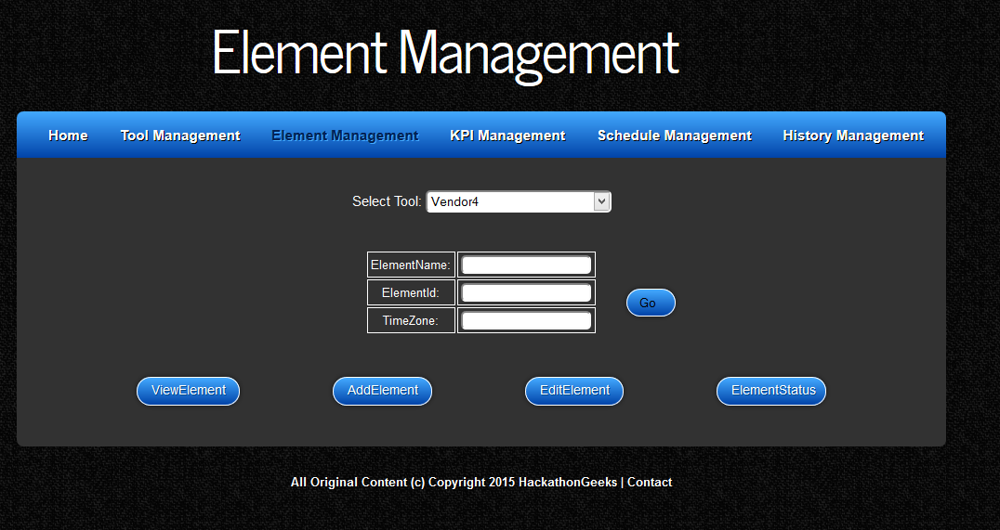 Element Management
Home Tool Management Element Management KPI Management Schedule Management History Management
Select Tool: Vendor4
ElementName:
ElementId:
Go
TimeZone:
ViewElement AddElement EditElement ElementStatus
All Original Content (c) Copyright 2015 HackathonGeeks | Contact